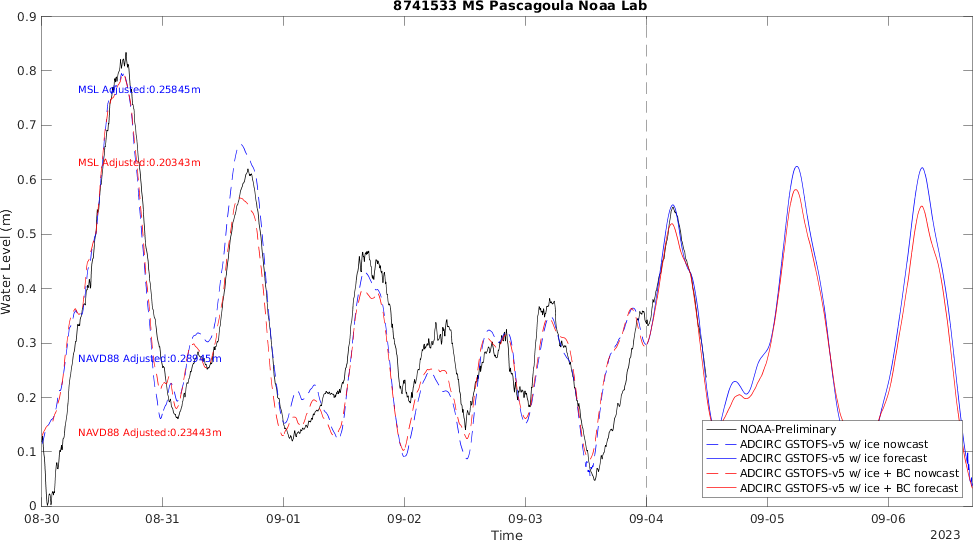 8741533 MS Pascagoula Noaa Lab
0.9
0.8
0.7
0.6
0.5
0.4
0.3
0.2
0.1
0
Water Level (m)
MSL Adjusted:0.25845m
MSL Adjusted:0.20343m
NAVD88 Adjusted:0.28945m
NAVD88 Adjusted:0.23443m
NOAA-Preliminary
ADCIRC GSTOFS-v5 w/ ice nowcast
ADCIRC GSTOFS-v5 w/ ice forecast
ADCIRC GSTOFS-v5 w/ ice + BC nowcast
ADCIRC GSTOFS-v5 w/ ice + BC forecast
08-30 08-31 09-01 09-02 09-03 09-04 09-05 09-06
Time
2023